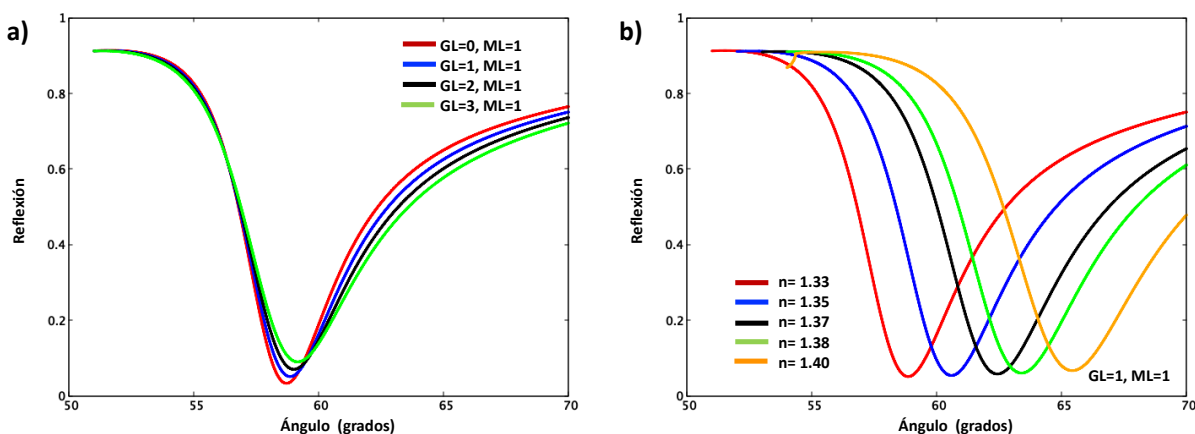 a)
Reflexión
1
0.8
0.6
0.4
0.2
0
GL=0, ML=1
GL=1, ML=1
GL=2, ML=1
GL=3, ML=1
50
55
60
65
70
Ángulo (grados)
b)
Reflexión
1
0.8
0.6
0.4
0.2
0
n= 1.33
n= 1.35
n= 1.37
n= 1.38
n= 1.40
GL=1, ML=1
50
55
60
65
70
Ángulo (grados)